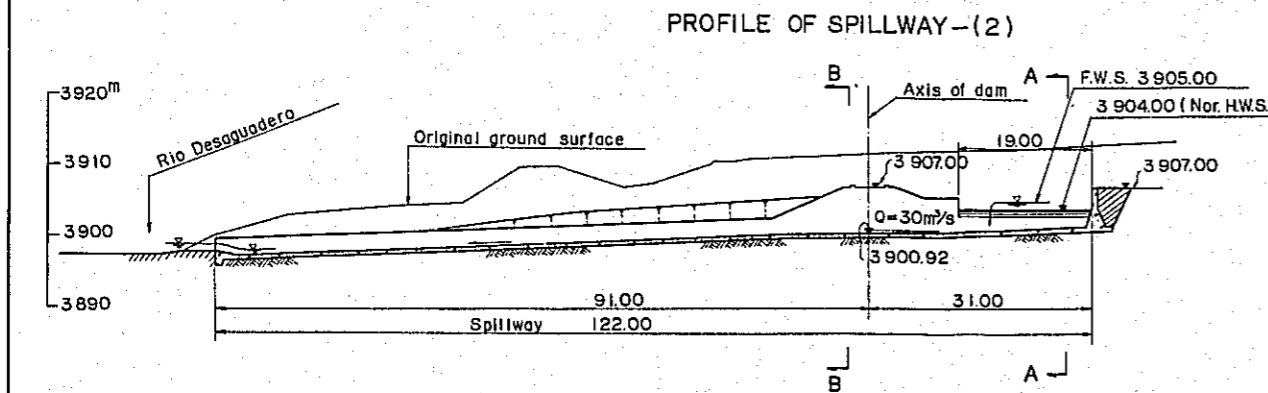 PROFILE OF SPILLWAY-(2)
B
A
F.W.S. 3 905.00
3920m
Axis of dam
3 904.00 ( Nor. H.W.S.
Rio Desaguadero
Original ground surface
19.00
3910
3 907.00
3 907.00
3900
Q=30m³/s
3 900.92
3890
91.00
31.00
Spillway 122.00
B
A